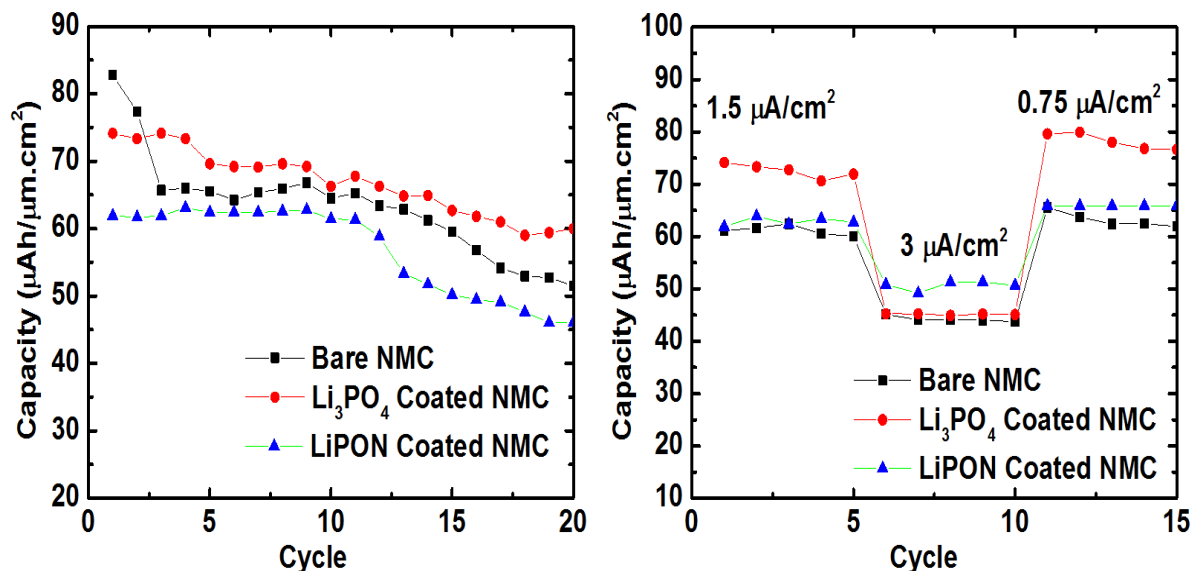 Capacity (μAh/μm.cm²)
90
80
70
60
50
40
30
20
Bare NMC
Li₃PO₄ Coated NMC
LiPON Coated NMC
0 5 10 15 20
Cycle
Capacity (μAh/μm.cm²)
100
90
80
70
60
50
40
30
20
10
1.5 μA/cm²
3 μA/cm²
0.75 μA/cm²
Bare NMC
Li₃PO₄ Coated NMC
LiPON Coated NMC
0 5 10 15
Cycle